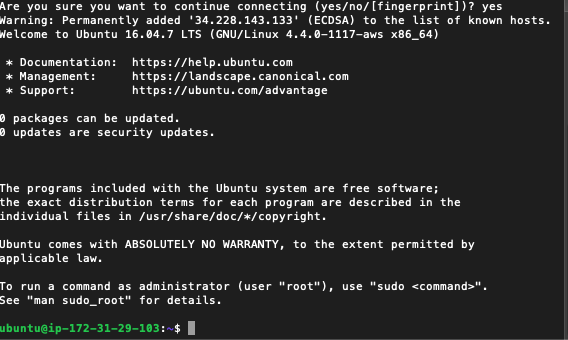 Are you sure you want to continue connecting (yes/no/[fingerprint])? yes
Warning: Permanently added '34.228.143.133' (ECDSA) to the list of known hosts.
Welcome to Ubuntu 16.04.7 LTS (GNU/Linux 4.4.0-1117-aws x86_64)
* Documentation: https://help.ubuntu.com
* Management: https://landscape.canonical.com
* Support: https://ubuntu.com/advantage
0 packages can be updated.
0 updates are security updates.
The programs included with the Ubuntu system are free software;
the exact distribution terms for each program are described in the
individual files in /usr/share/doc/*/copyright.
Ubuntu comes with ABSOLUTELY NO WARRANTY, to the extent permitted by
applicable law.
To run a command as administrator (user "root"), use "sudo <command>".
See "man sudo_root" for details.
ubuntu@ip-172-31-29-103:~$